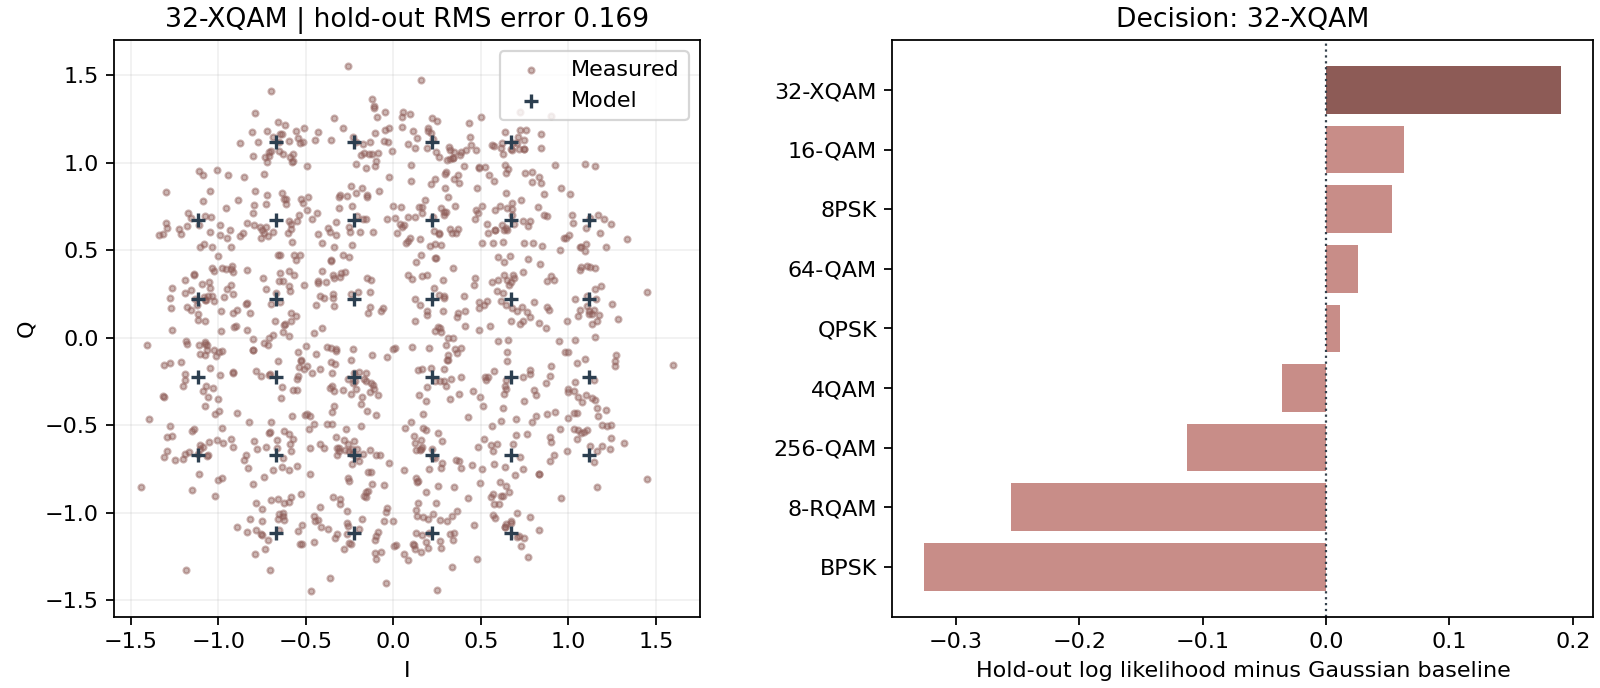 32-XQAM | hold-out RMS error 0.169
Measured
Model
1.5
1.0
0.5
0.0
−0.5
−1.0
−1.5
Q
−1.5
−1.0
−0.5
0.0
0.5
1.0
1.5
I
Decision: 32-XQAM
32-XQAM
16-QAM
8PSK
64-QAM
QPSK
4QAM
256-QAM
8-RQAM
BPSK
−0.3
−0.2
−0.1
0.0
0.1
0.2
Hold-out log likelihood minus Gaussian baseline